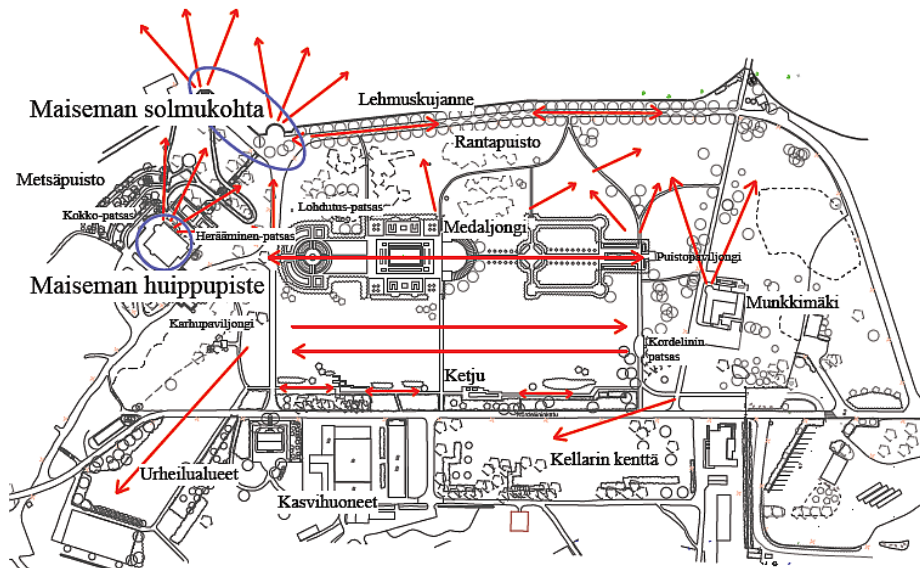 Maiseman solmukohta
Lehmuskujanne
Rantapuisto
Metsäpuisto
Kokko-patsas
Lohdutus-patsas
Herääminen-patsas
Medaljongi
Puistopaviljongi
Maiseman huippupiste
Munkkimäki
Karhupaviljongi
Kordelinin
patsas
Ketju
Kellarin kenttä
Urheilualueet
Kasvihuoneet